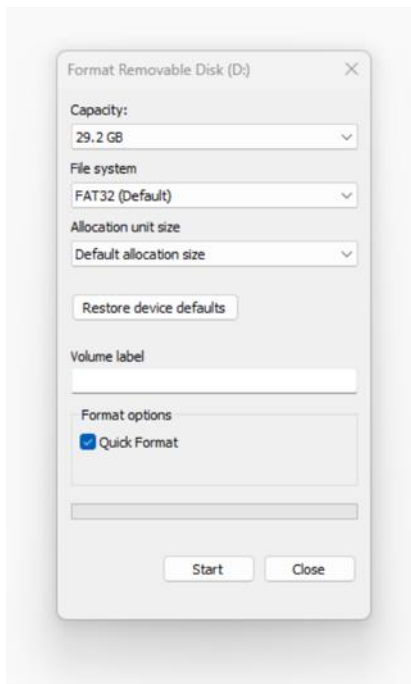 Format Removable Disk (D:)
Capacity:
29.2 GB
File system
FAT32 (Default)
Allocation unit size
Default allocation size
Restore device defaults
Volume label
Format options
Quick Format
Start
Close